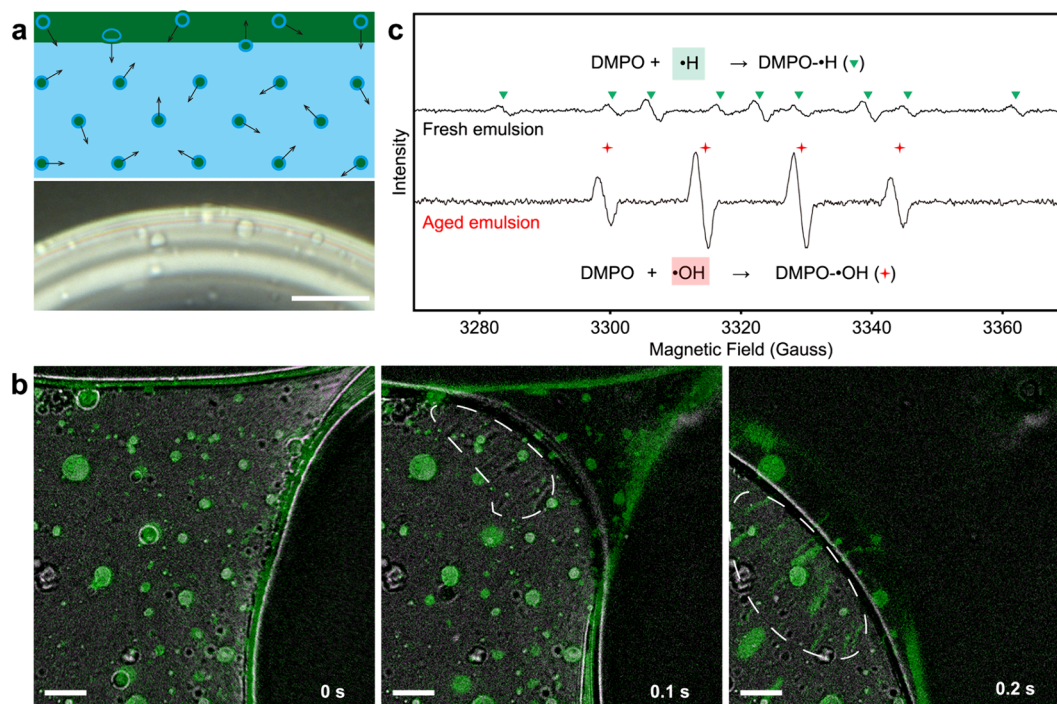 a
c
DMPO + •H → DMPO-•H (▼)
Fresh emulsion
Intensity
Aged emulsion
DMPO + •OH → DMPO-•OH (✦)
3280 3300 3320 3340 3360
Magnetic Field (Gauss)
b
0 s
0.1 s
0.2 s